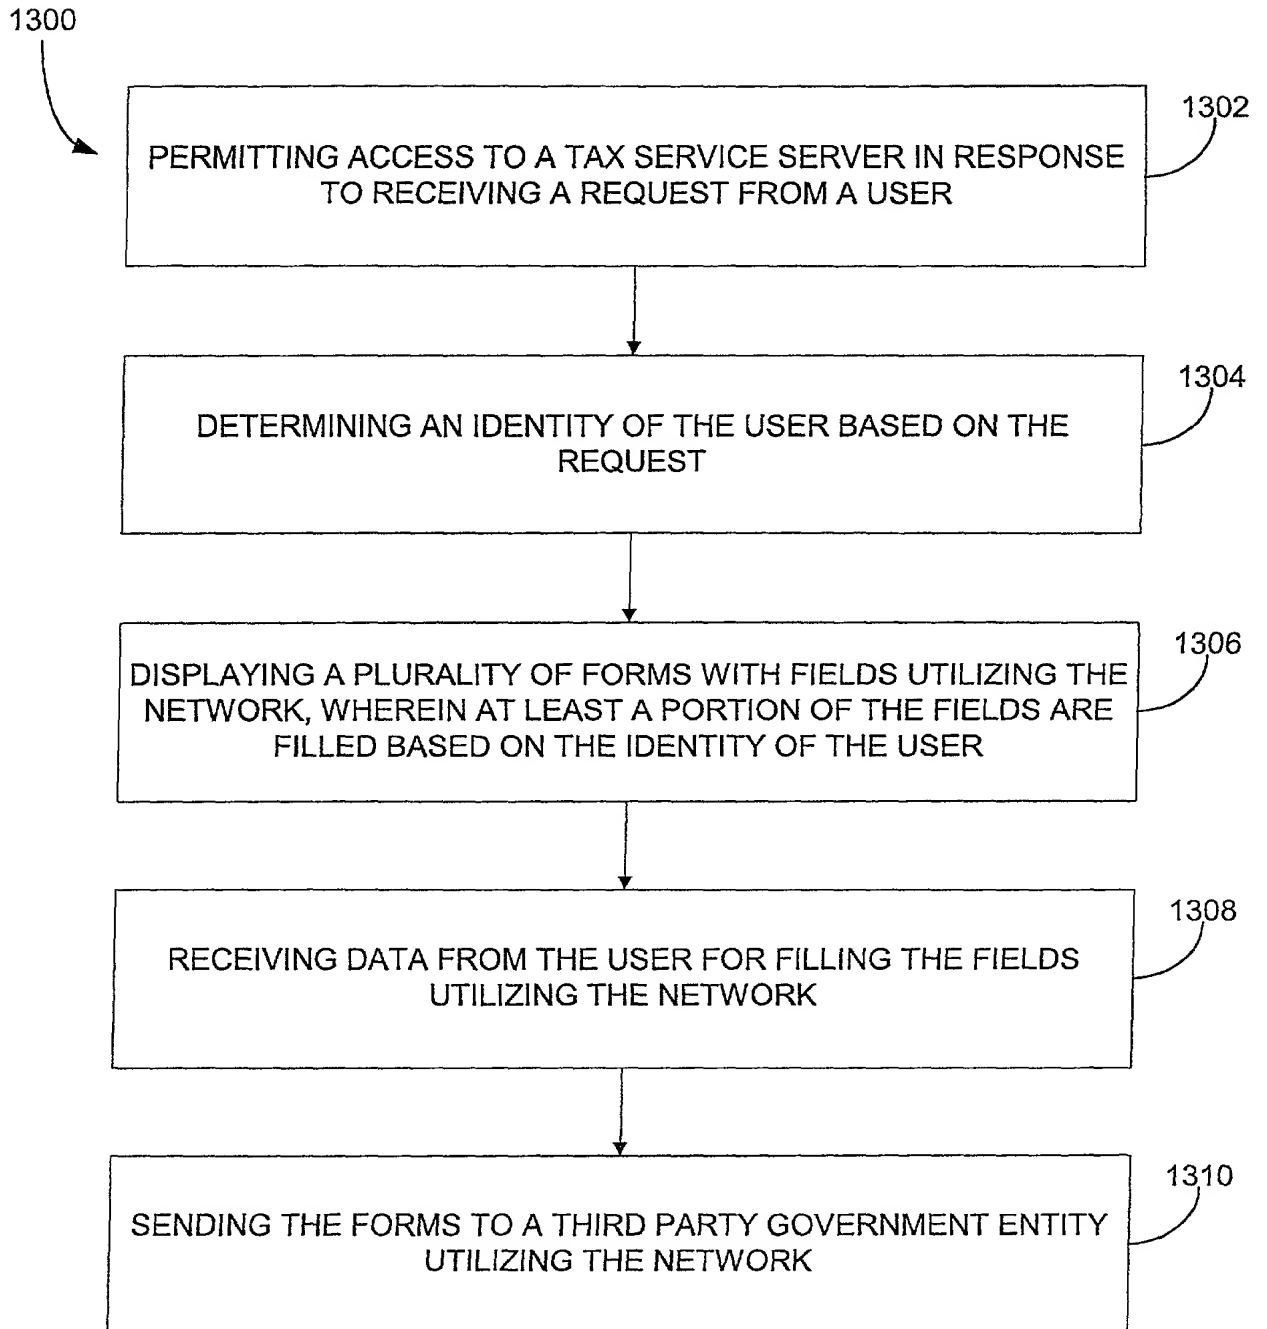 1300
1302
PERMITTING ACCESS TO A TAX SERVICE SERVER IN RESPONSE
TO RECEIVING A REQUEST FROM A USER
1304
DETERMINING AN IDENTITY OF THE USER BASED ON THE
REQUEST
1306
DISPLAYING A PLURALITY OF FORMS WITH FIELDS UTILIZING THE
NETWORK, WHEREIN AT LEAST A PORTION OF THE FIELDS ARE
FILLED BASED ON THE IDENTITY OF THE USER
1308
RECEIVING DATA FROM THE USER FOR FILLING THE FIELDS
UTILIZING THE NETWORK
1310
SENDING THE FORMS TO A THIRD PARTY GOVERNMENT ENTITY
UTILIZING THE NETWORK